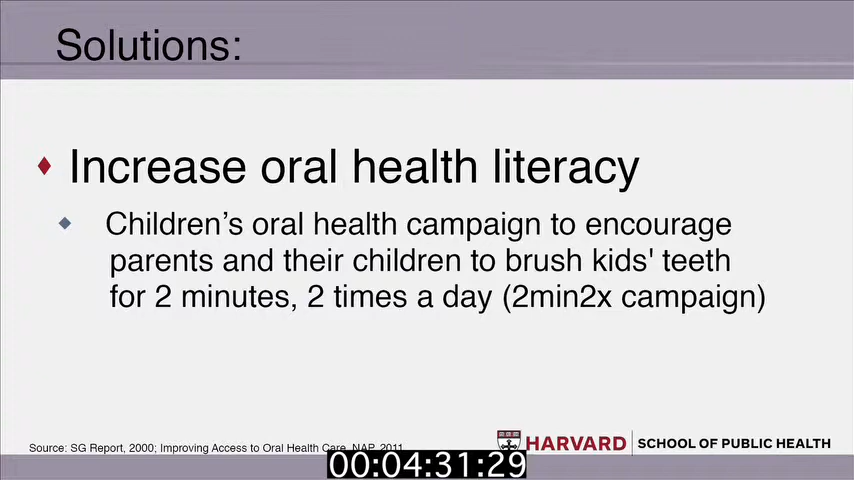 Solutions:
Increase oral health literacy
Children’s oral health campaign to encourage
parents and their children to brush kids' teeth
for 2 minutes, 2 times a day (2min2x campaign)
Source: SG Report, 2000; Improving Access to Oral Health Care, NAP, 2011
HARVARD SCHOOL OF PUBLIC HEALTH
00:04:31:29